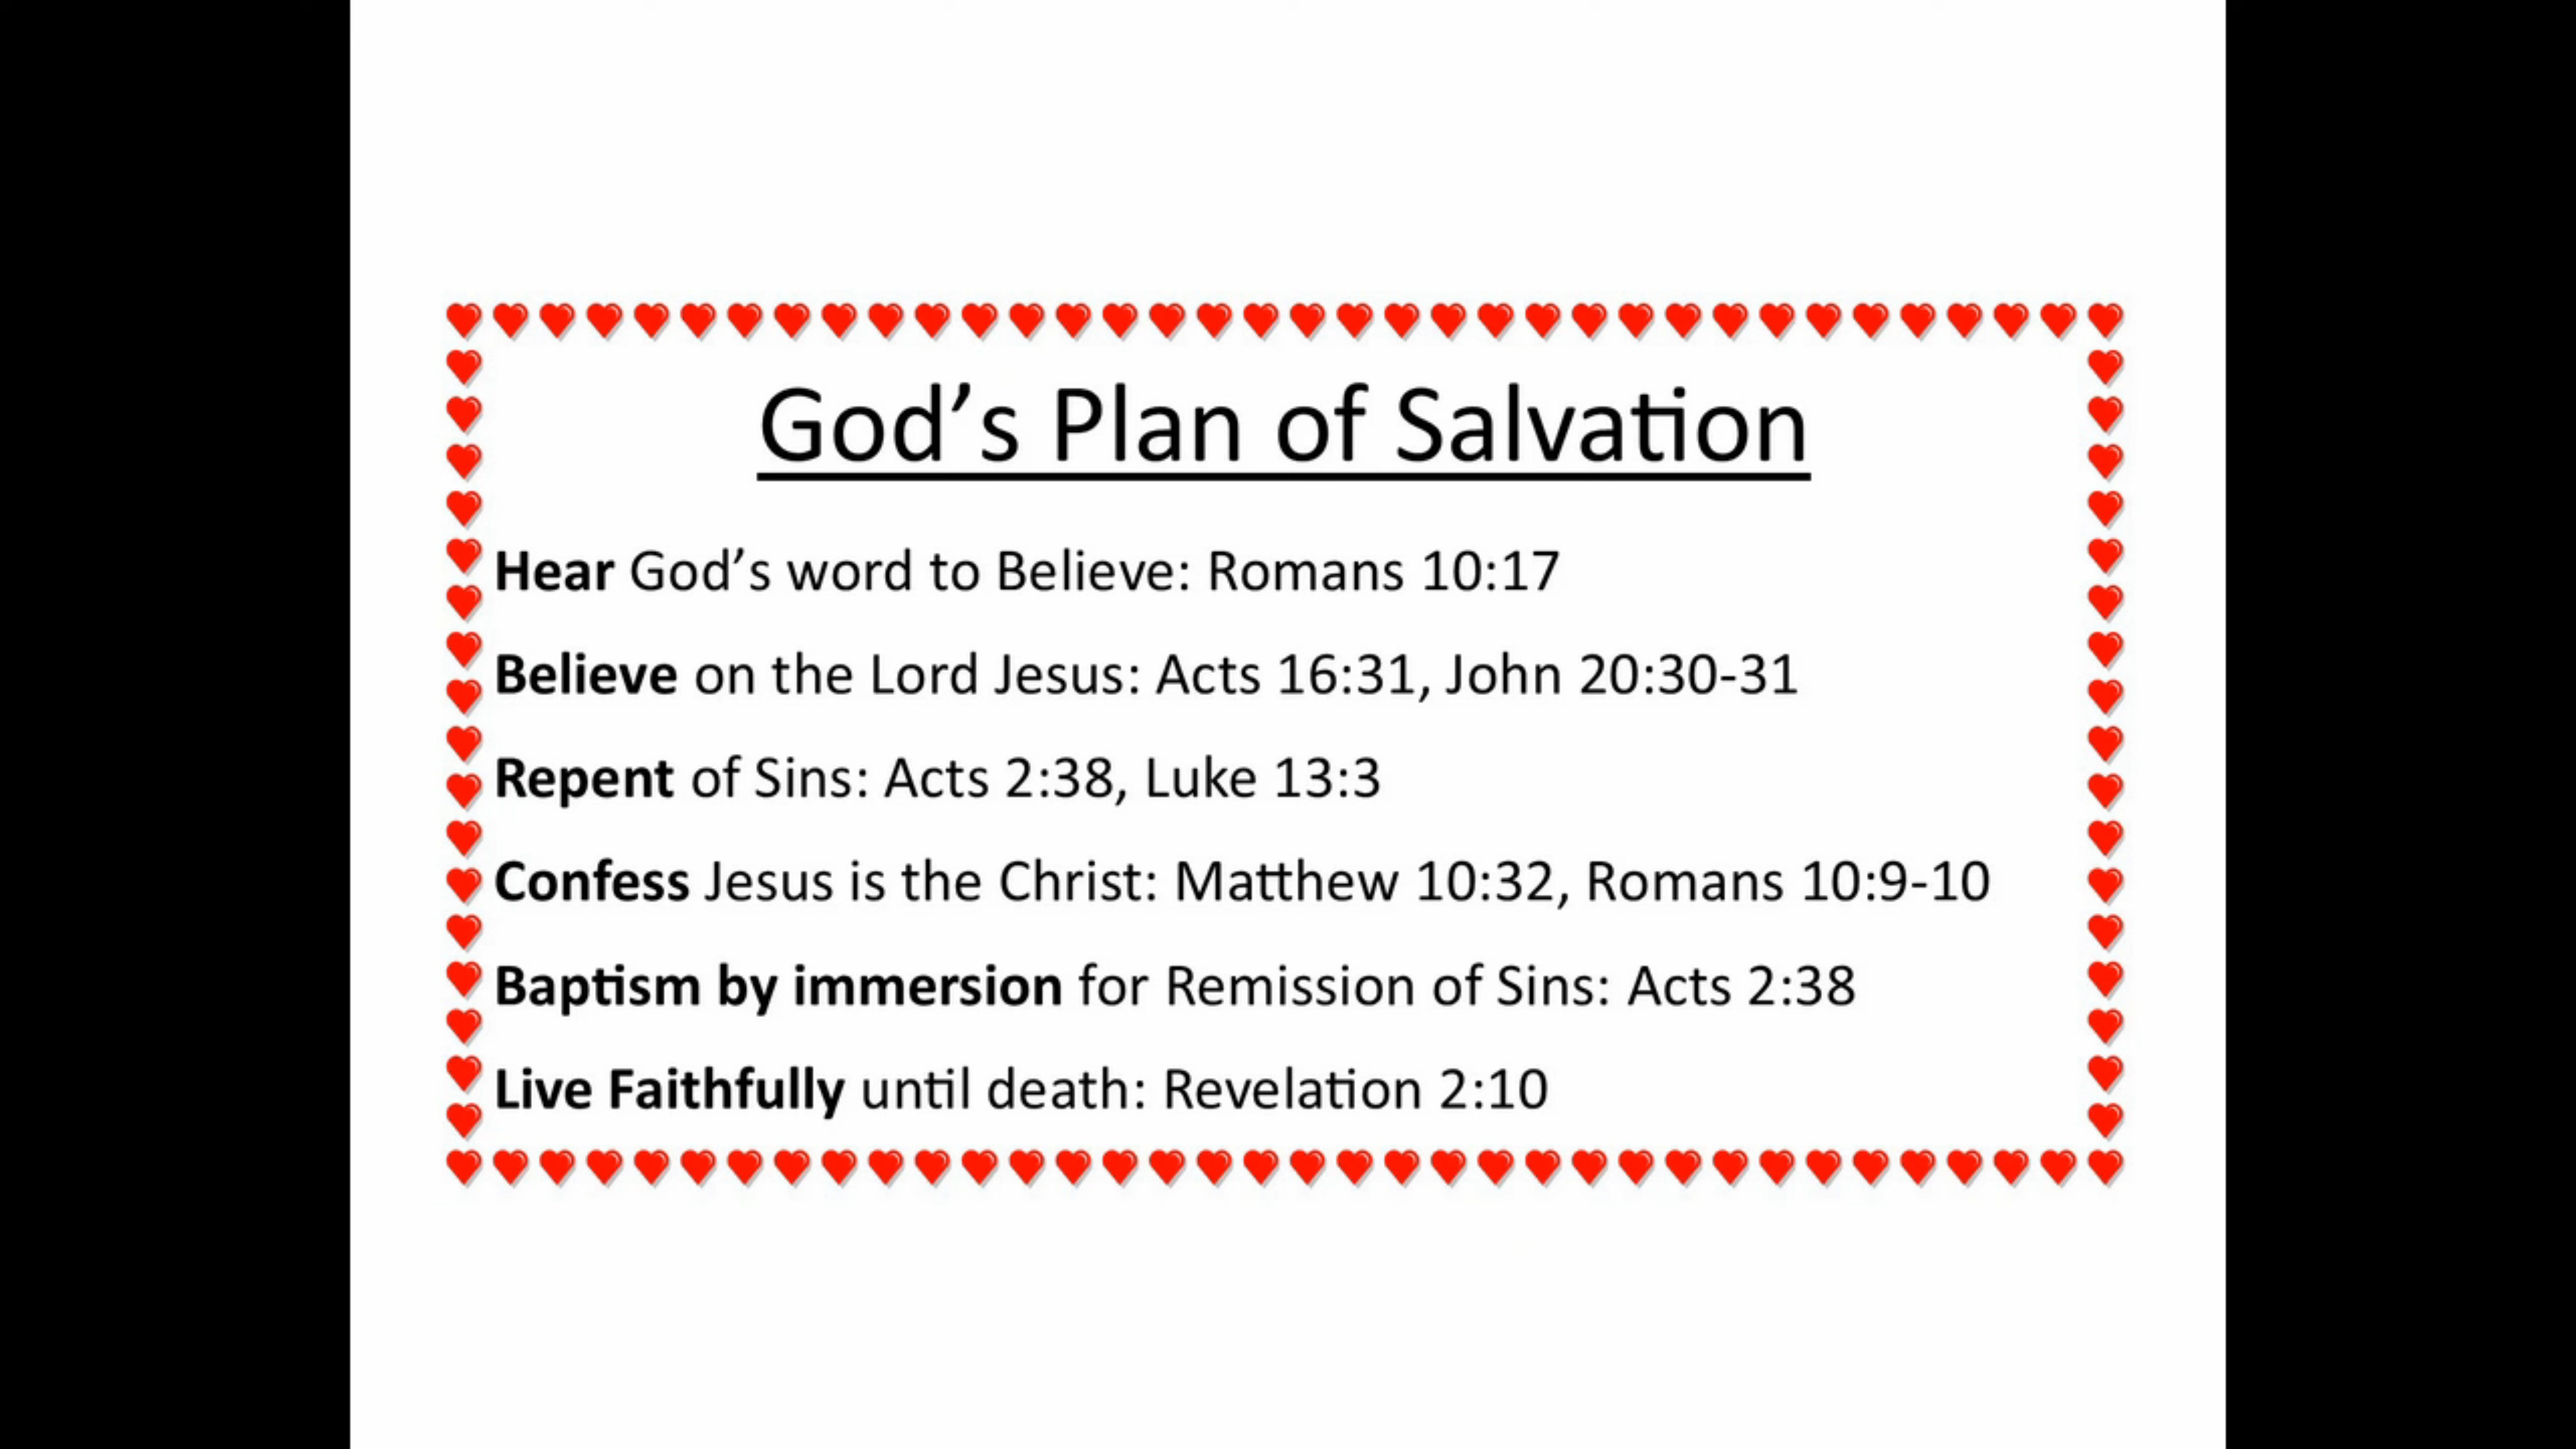 God’s Plan of Salvation
Hear God’s word to Believe: Romans 10:17
Believe on the Lord Jesus: Acts 16:31, John 20:30-31
Repent of Sins: Acts 2:38, Luke 13:3
Confess Jesus is the Christ: Matthew 10:32, Romans 10:9-10
Baptism by immersion for Remission of Sins: Acts 2:38
Live Faithfully until death: Revelation 2:10